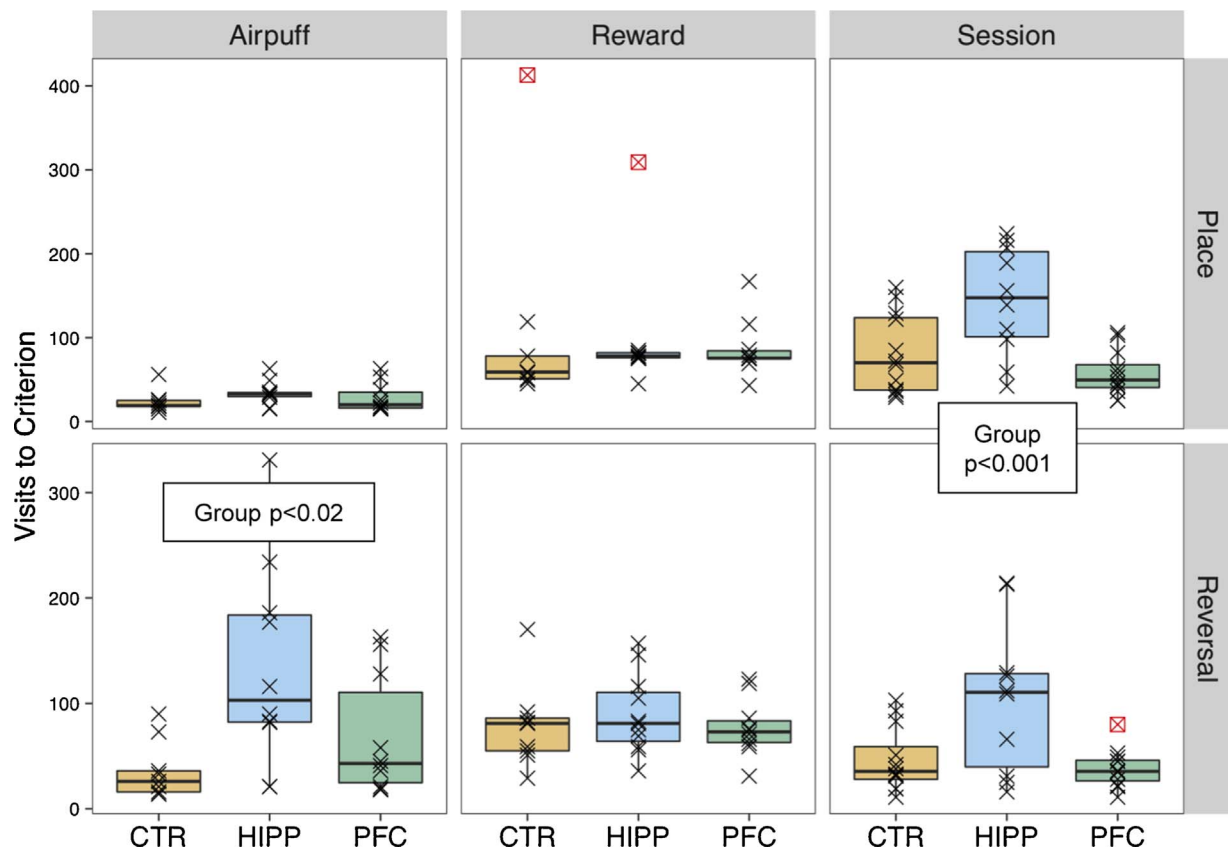 Airpuff Reward Session
Visits to Criterion
400
300
200
100
0
Place
Group
p<0.001
300
200
100
0
Group p<0.02
Reversal
CTR HIPP PFC CTR HIPP PFC CTR HIPP PFC